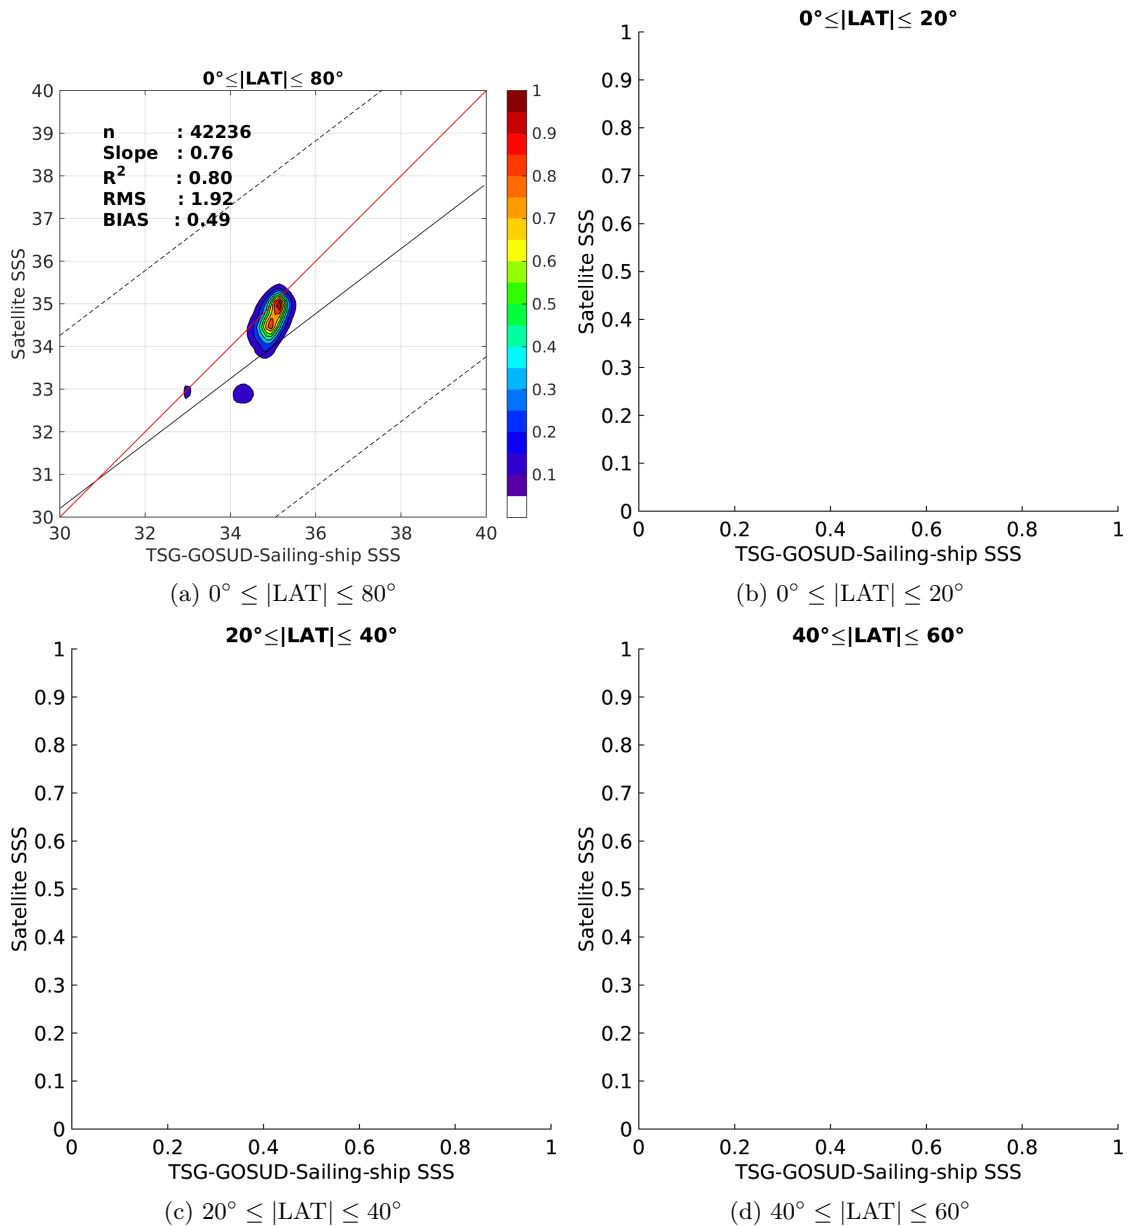 0°≤|LAT|≤ 80°
40
39
38
37
36
35
34
33
32
31
30
30 32 34 36 38 40
Satellite SSS
TSG-GOSUD-Sailing-ship SSS
n : 42236
Slope : 0.76
R² : 0.80
RMS : 1.92
BIAS : 0.49
1
0.9
0.8
0.7
0.6
0.5
0.4
0.3
0.2
0.1
(a) 0° ≤ |LAT| ≤ 80°
0°≤|LAT|≤ 20°
1
0.9
0.8
0.7
0.6
0.5
0.4
0.3
0.2
0.1
0
0 0.2 0.4 0.6 0.8 1
Satellite SSS
TSG-GOSUD-Sailing-ship SSS
(b) 0° ≤ |LAT| ≤ 20°
20°≤|LAT|≤ 40°
1
0.9
0.8
0.7
0.6
0.5
0.4
0.3
0.2
0.1
0
0 0.2 0.4 0.6 0.8 1
Satellite SSS
TSG-GOSUD-Sailing-ship SSS
(c) 20° ≤ |LAT| ≤ 40°
40°≤|LAT|≤ 60°
1
0.9
0.8
0.7
0.6
0.5
0.4
0.3
0.2
0.1
0
0 0.2 0.4 0.6 0.8 1
Satellite SSS
TSG-GOSUD-Sailing-ship SSS
(d) 40° ≤ |LAT| ≤ 60°